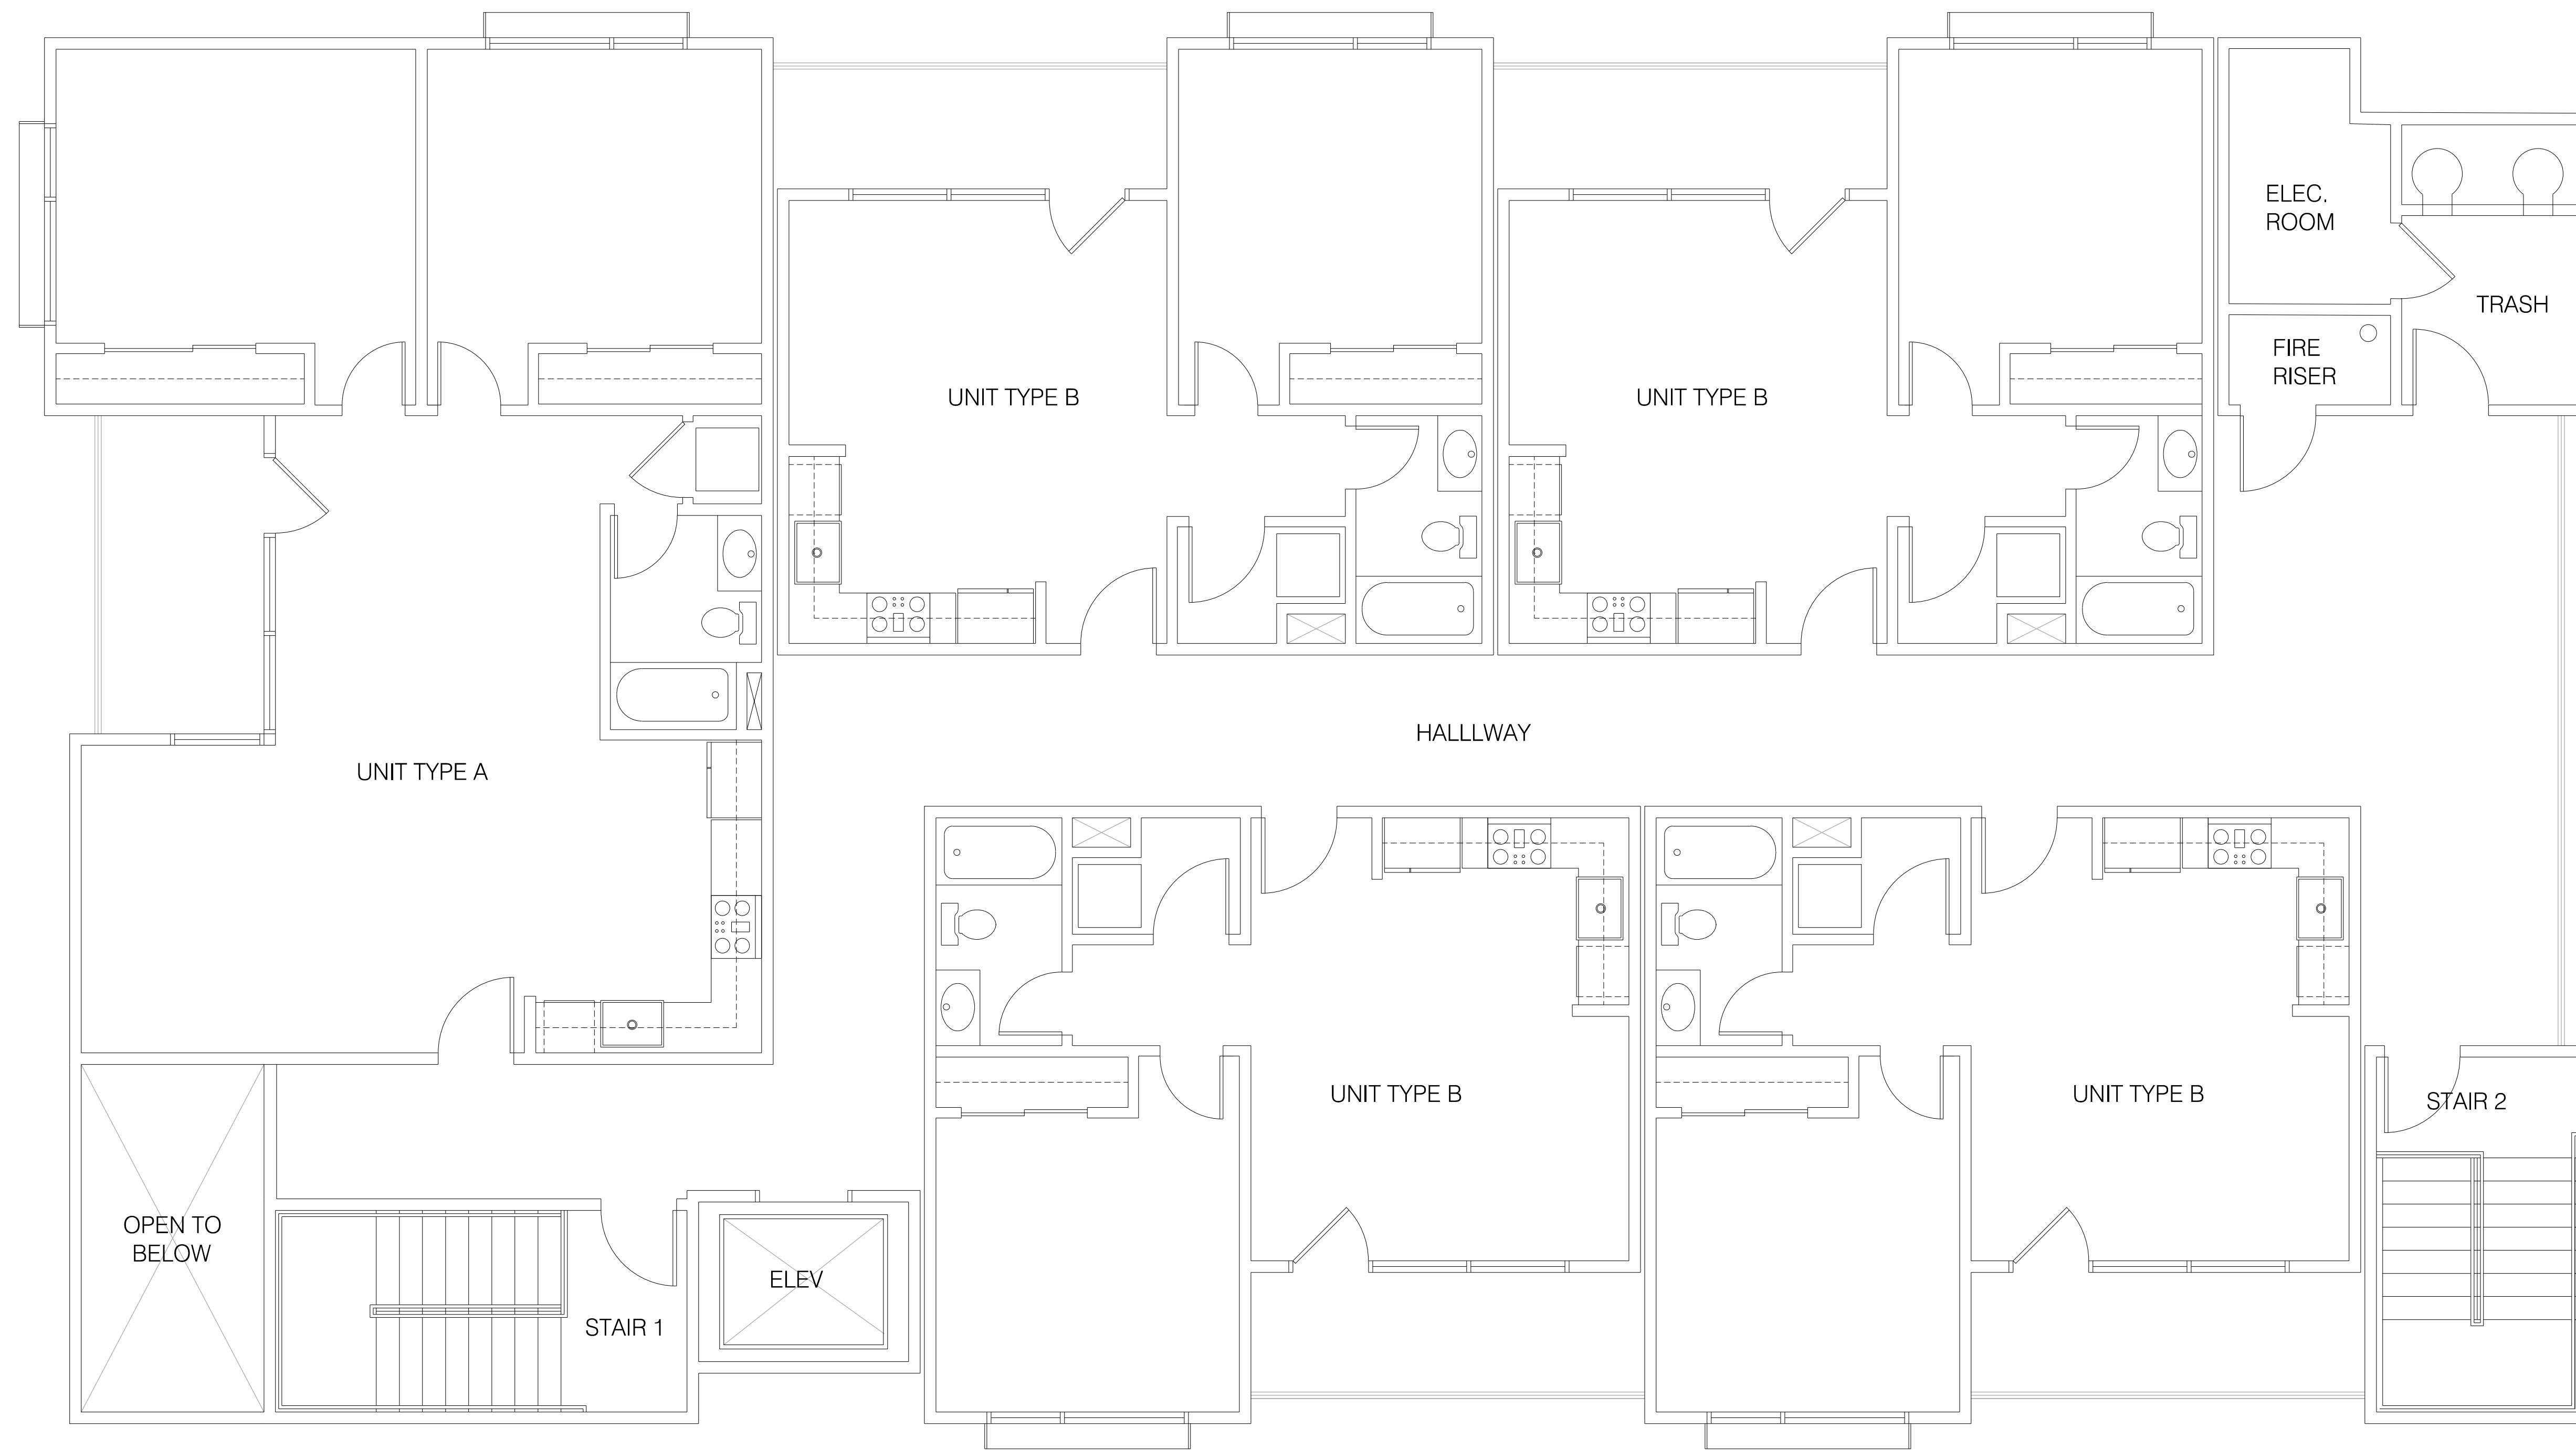 ELEC.
ROOM
TRASH
FIRE
RISER
UNIT TYPE B
UNIT TYPE B
HALLLWAY
UNIT TYPE A
UNIT TYPE B
UNIT TYPE B
STAIR 2
OPEN TO
BELOW
ELEV
STAIR 1